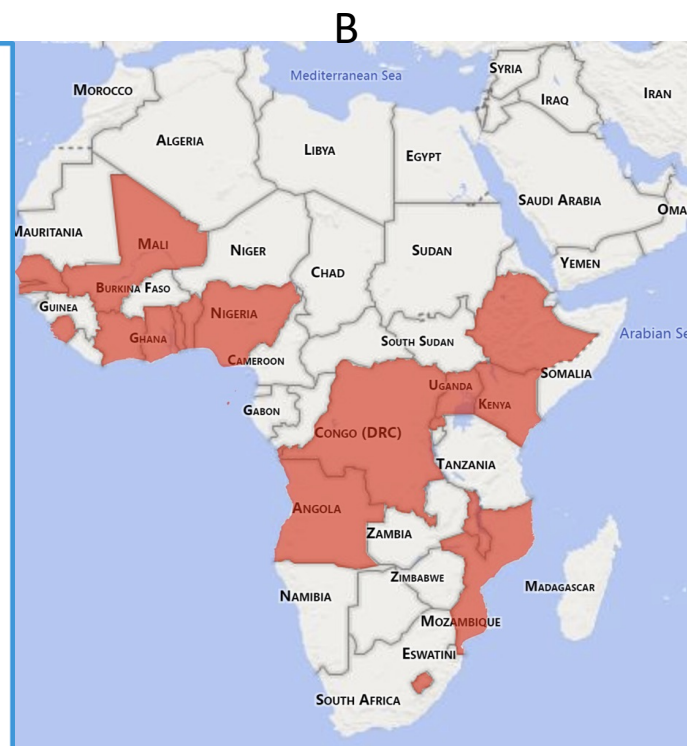 B
Mediterranean Sea
SYRIA
MOROCCO
IRAQ
IRAN
ALGERIA
LIBYA
EGYPT
SAUDI ARABIA
OMA
MAURITANIA
MALI
NIGER
SUDAN
YEMEN
CHAD
BURKINA FASO
GUINEA
NIGERIA
Arabian Se
GHANA
SOUTH SUDAN
CAMEROON
SOMALIA
UGANDA
KENYA
GABON
CONGO (DRC)
TANZANIA
ANGOLA
ZAMBIA
ZIMBABWE
MADAGASCAR
NAMIBIA
MOZAMBIQUE
ESWATINI
SOUTH AFRICA